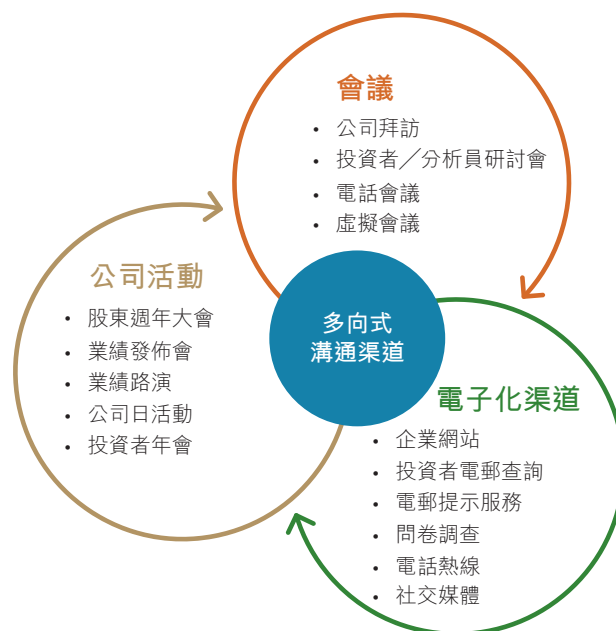 會議
• 公司拜訪
• 投資者／分析員研討會
• 電話會議
• 虛擬會議
公司活動
• 股東週年大會
• 業績發佈會
• 業績路演
• 公司日活動
• 投資者年會
多向式
溝通渠道
電子化渠道
• 企業網站
• 投資者電郵查詢
• 電郵提示服務
• 問卷調查
• 電話熱線
• 社交媒體